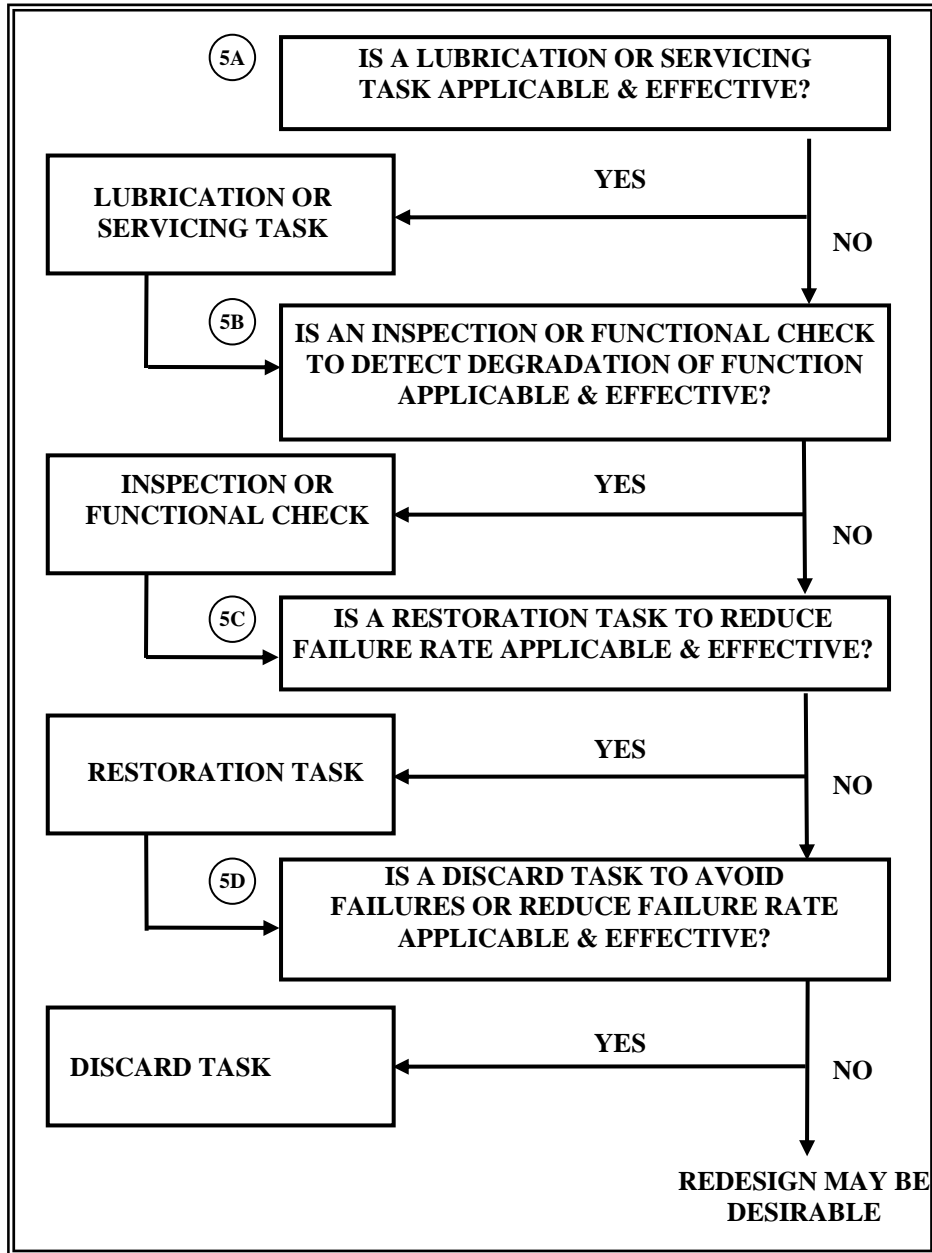 5A
IS A LUBRICATION OR SERVICING
TASK APPLICABLE & EFFECTIVE?
YES
LUBRICATION OR
SERVICING TASK
NO
5B
IS AN INSPECTION OR FUNCTIONAL CHECK
TO DETECT DEGRADATION OF FUNCTION
APPLICABLE & EFFECTIVE?
YES
INSPECTION OR
FUNCTIONAL CHECK
NO
5C
IS A RESTORATION TASK TO REDUCE
FAILURE RATE APPLICABLE & EFFECTIVE?
YES
RESTORATION TASK
NO
5D
IS A DISCARD TASK TO AVOID
FAILURES OR REDUCE FAILURE RATE
APPLICABLE & EFFECTIVE?
YES
DISCARD TASK
NO
REDESIGN MAY BE
DESIRABLE